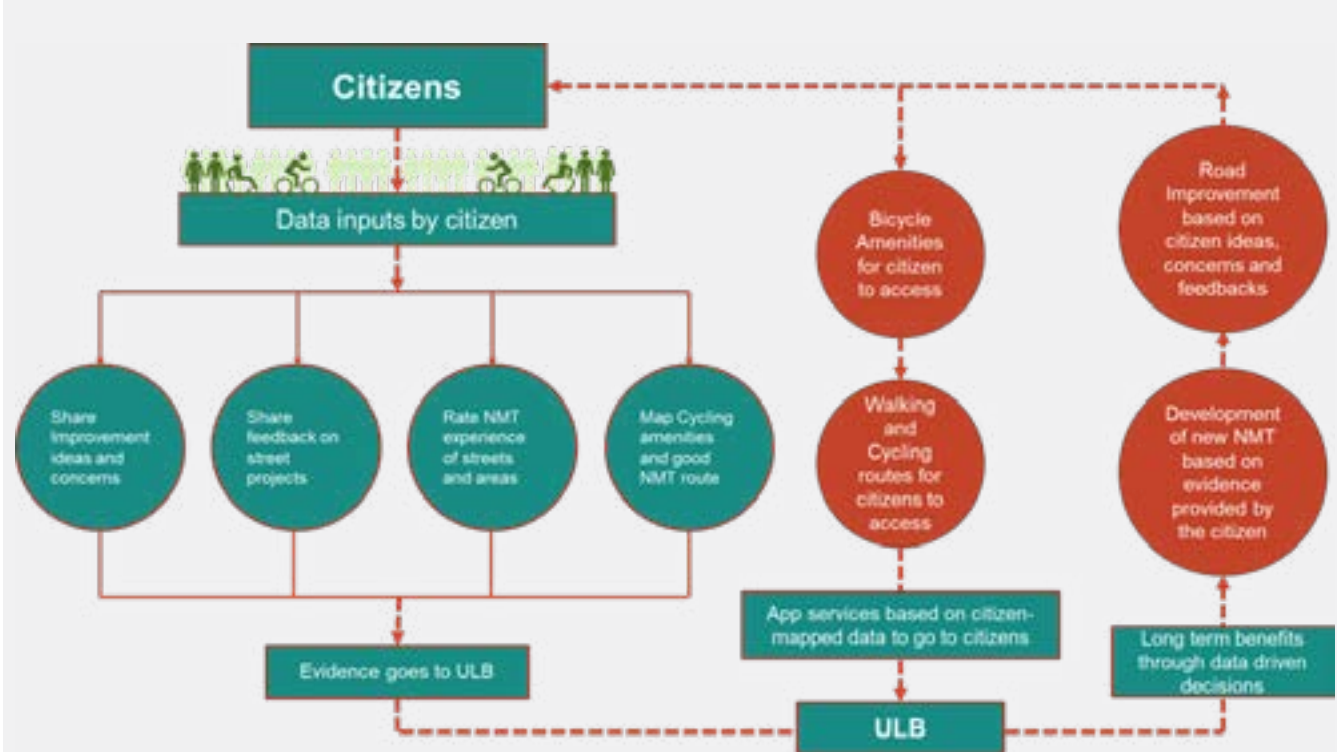 Citizens
Data inputs by citizen
Share
Improvement
ideas and
concerns
Share
feedback on
street
projects
Rate NMT
experience
of streets
and areas
Map Cycling
amenities
and good
NMT route
Evidence goes to ULB
Bicycle
Amenities
for citizen
to access
Walking
and
Cycling
routes for
citizens to
access
App services based on citizen-
mapped data to go to citizens
ULB
Road
Improvement
based on
citizen ideas,
concerns and
feedbacks
Development
of new NMT
based on
evidence
provided by
the citizen
Long term benefits
through data driven
decisions